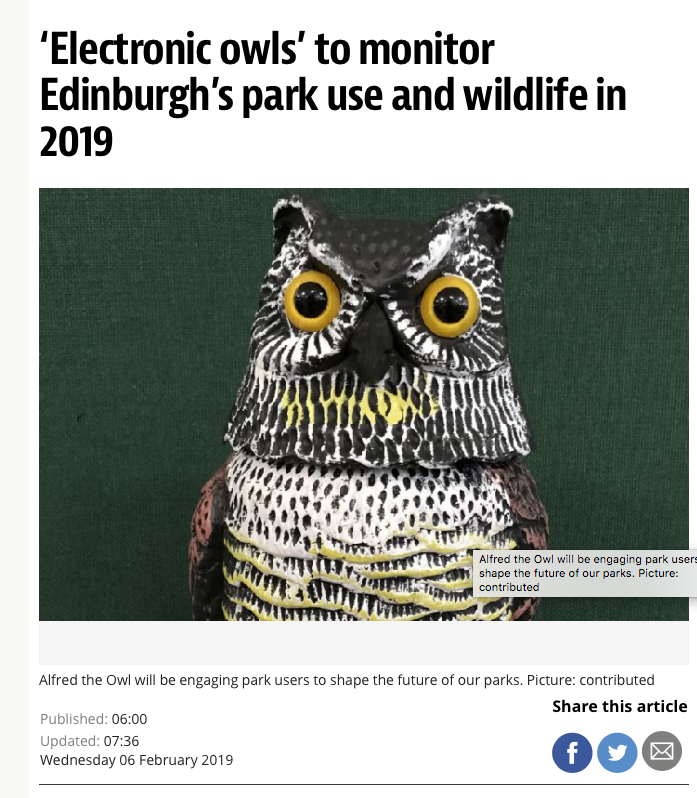 ‘Electronic owls’ to monitor
Edinburgh’s park use and wildlife in
2019
Alfred the Owl will be engaging park users
shape the future of our parks. Picture:
contributed
Alfred the Owl will be engaging park users to shape the future of our parks. Picture: contributed
Share this article
Published: 06:00
Updated: 07:36
Wednesday 06 February 2019